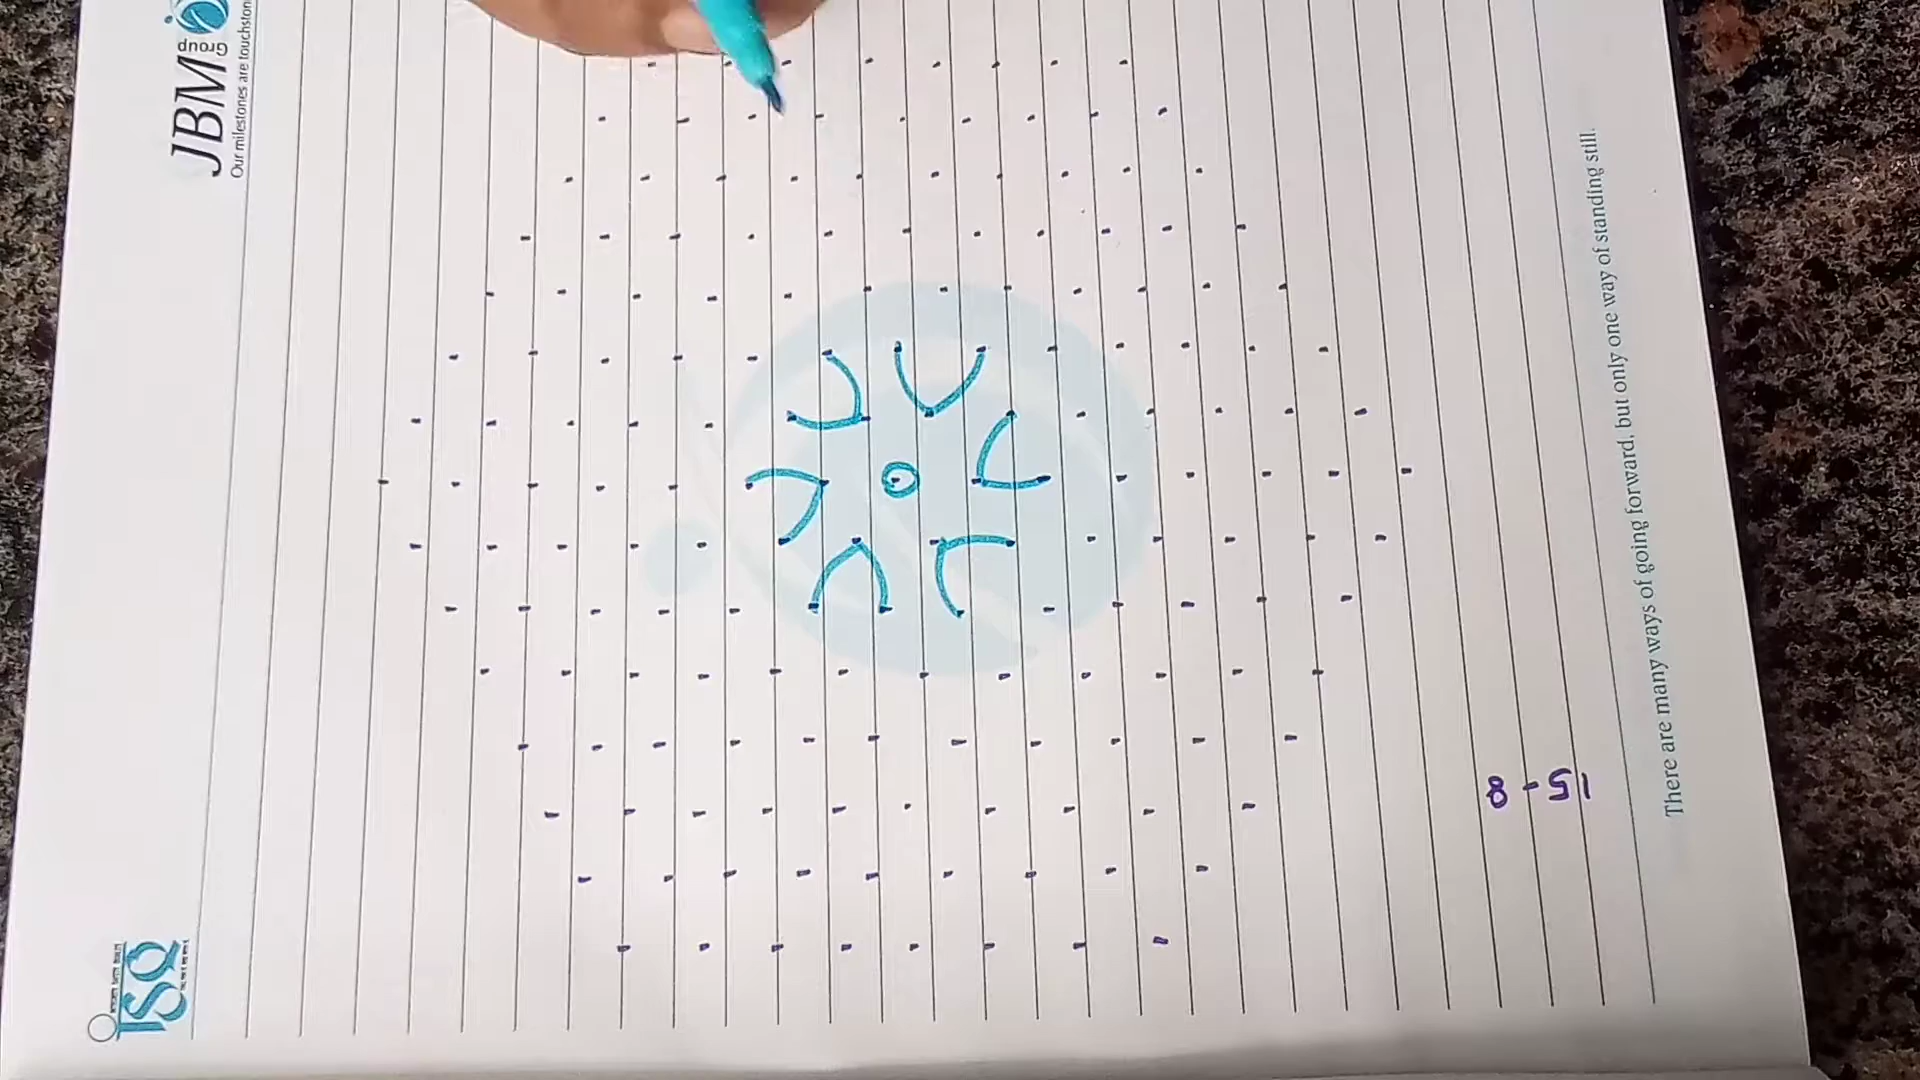 JBM
Group
Our milestones are touchston
There are many ways of going forward, but only one way of standing still.
15-8
ISQ